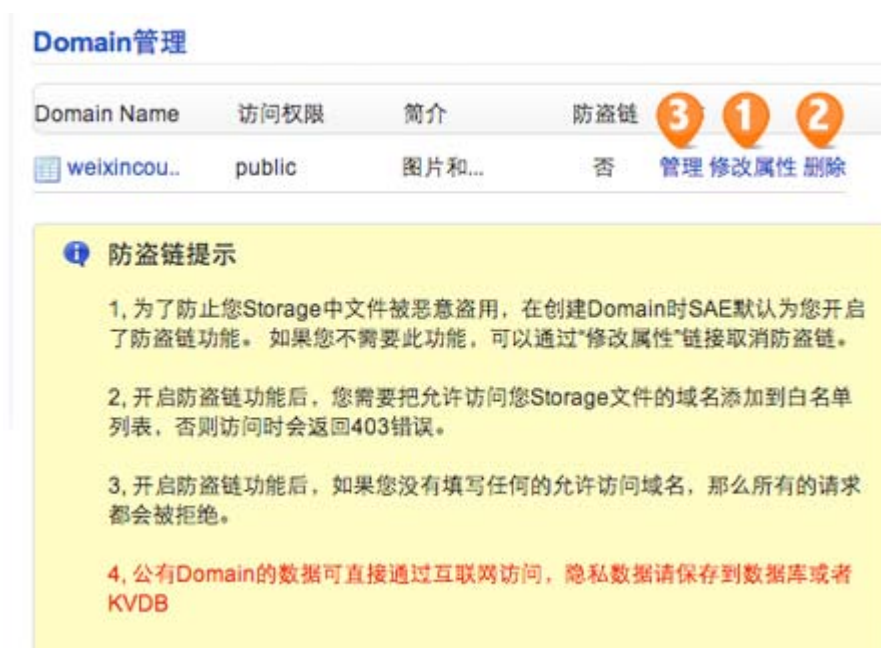 Domain管理
Domain Name 访问权限 简介 防盗链 3 1 2
weixincou.. public 图片和... 否 管理 修改属性 删除
防盗链提示
1, 为了防止您Storage中文件被恶意盗用，在创建Domain时SAE默认为您开启
了防盗链功能。 如果您不需要此功能，可以通过“修改属性”链接取消防盗链。
2, 开启防盗链功能后，您需要把允许访问您Storage文件的域名添加到白名单
列表，否则访问时会返回403错误。
3, 开启防盗链功能后，如果您没有填写任何的允许访问域名，那么所有的请求
都会被拒绝。
4, 公有Domain的数据可直接通过互联网访问，隐私数据请保存到数据库或者
KVDB